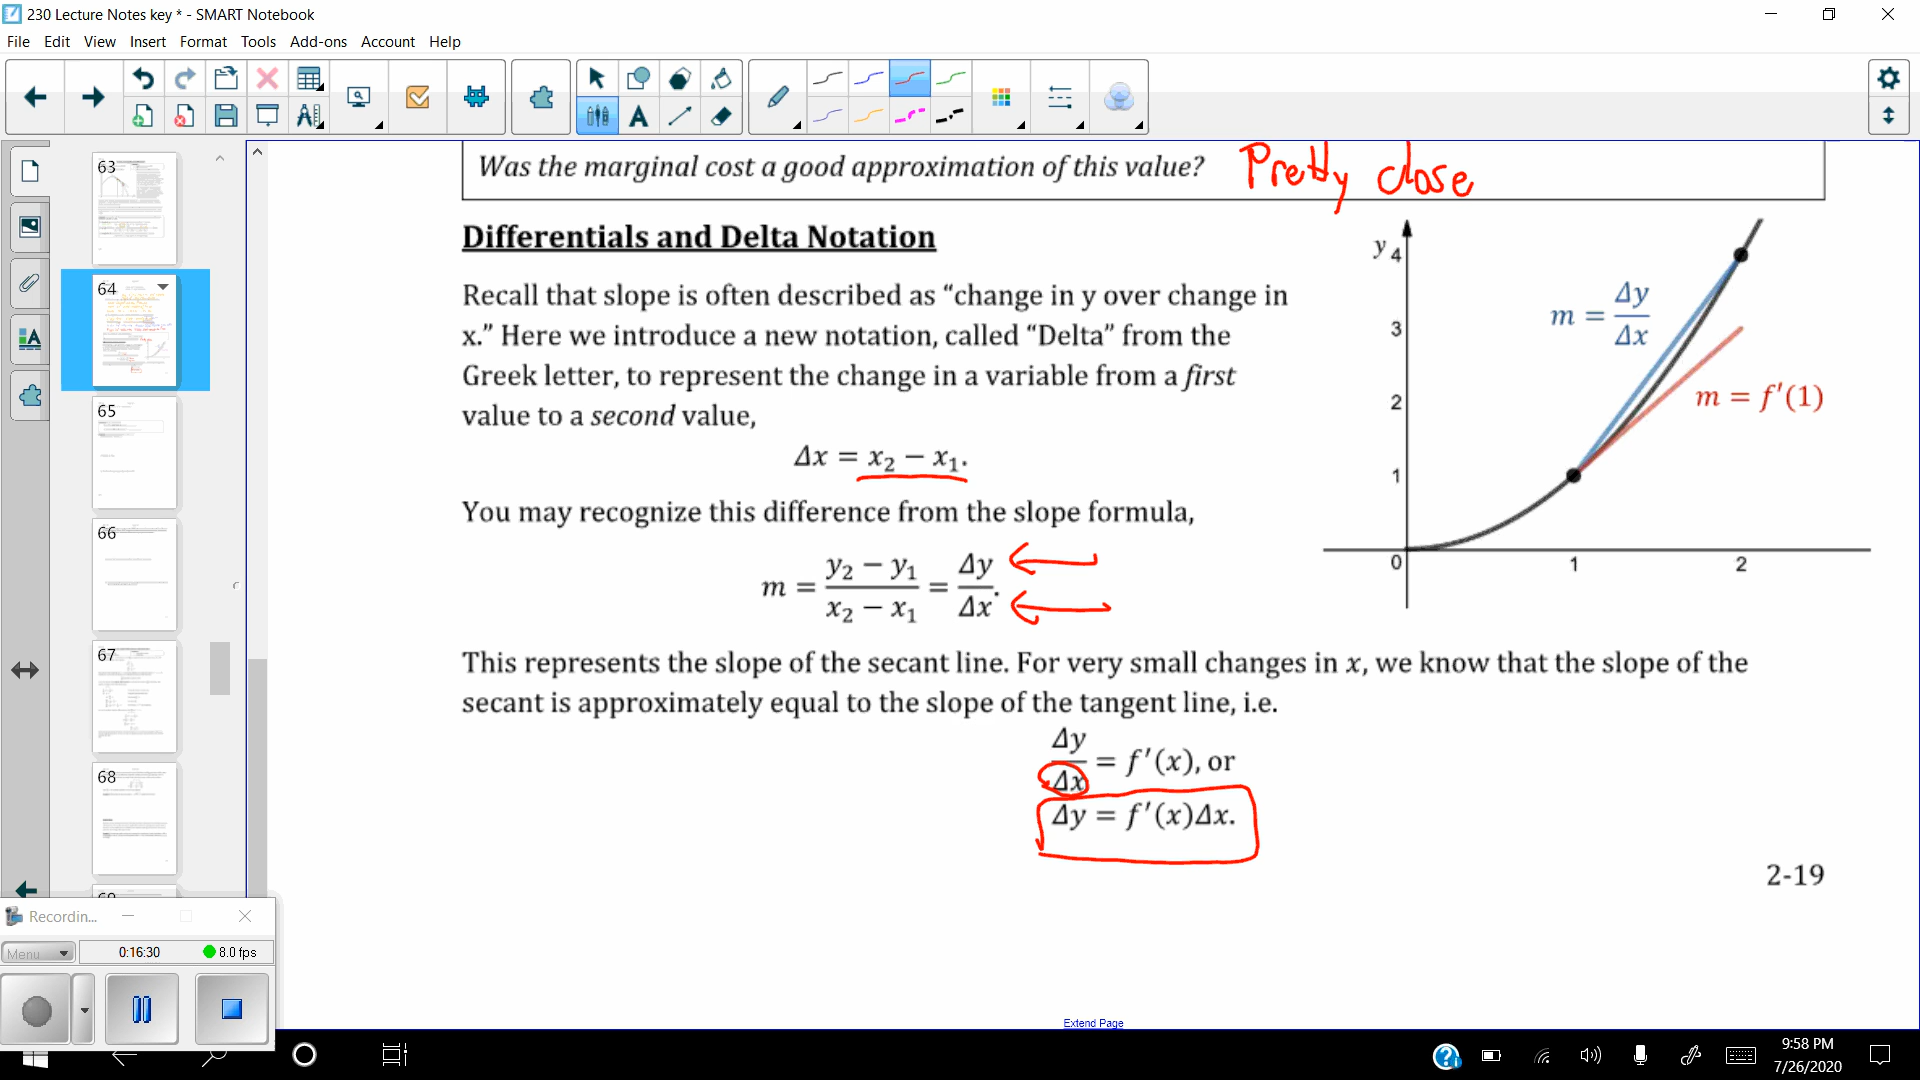 230 Lecture Notes key * - SMART Notebook
File Edit View Insert Format Tools Add-ons Account Help
63
64
65
66
67
68
69
Was the marginal cost a good approximation of this value? Pretty close
Differentials and Delta Notation
Recall that slope is often described as “change in y over change in
x.” Here we introduce a new notation, called “Delta” from the
Greek letter, to represent the change in a variable from a first
value to a second value,
Δx = x₂ − x₁.
You may recognize this difference from the slope formula,
m = (y₂ − y₁)/(x₂ − x₁) = Δy/Δx.
y 4
3
2
1
0 1 2
m = Δy/Δx
m = f′(1)
This represents the slope of the secant line. For very small changes in x, we know that the slope of the
secant is approximately equal to the slope of the tangent line, i.e.
Δy/Δx = f′(x), or
Δy = f′(x)Δx.
2-19
Extend Page
Recordin...
Menu 0:16:30 8.0 fps
9:58 PM
7/26/2020